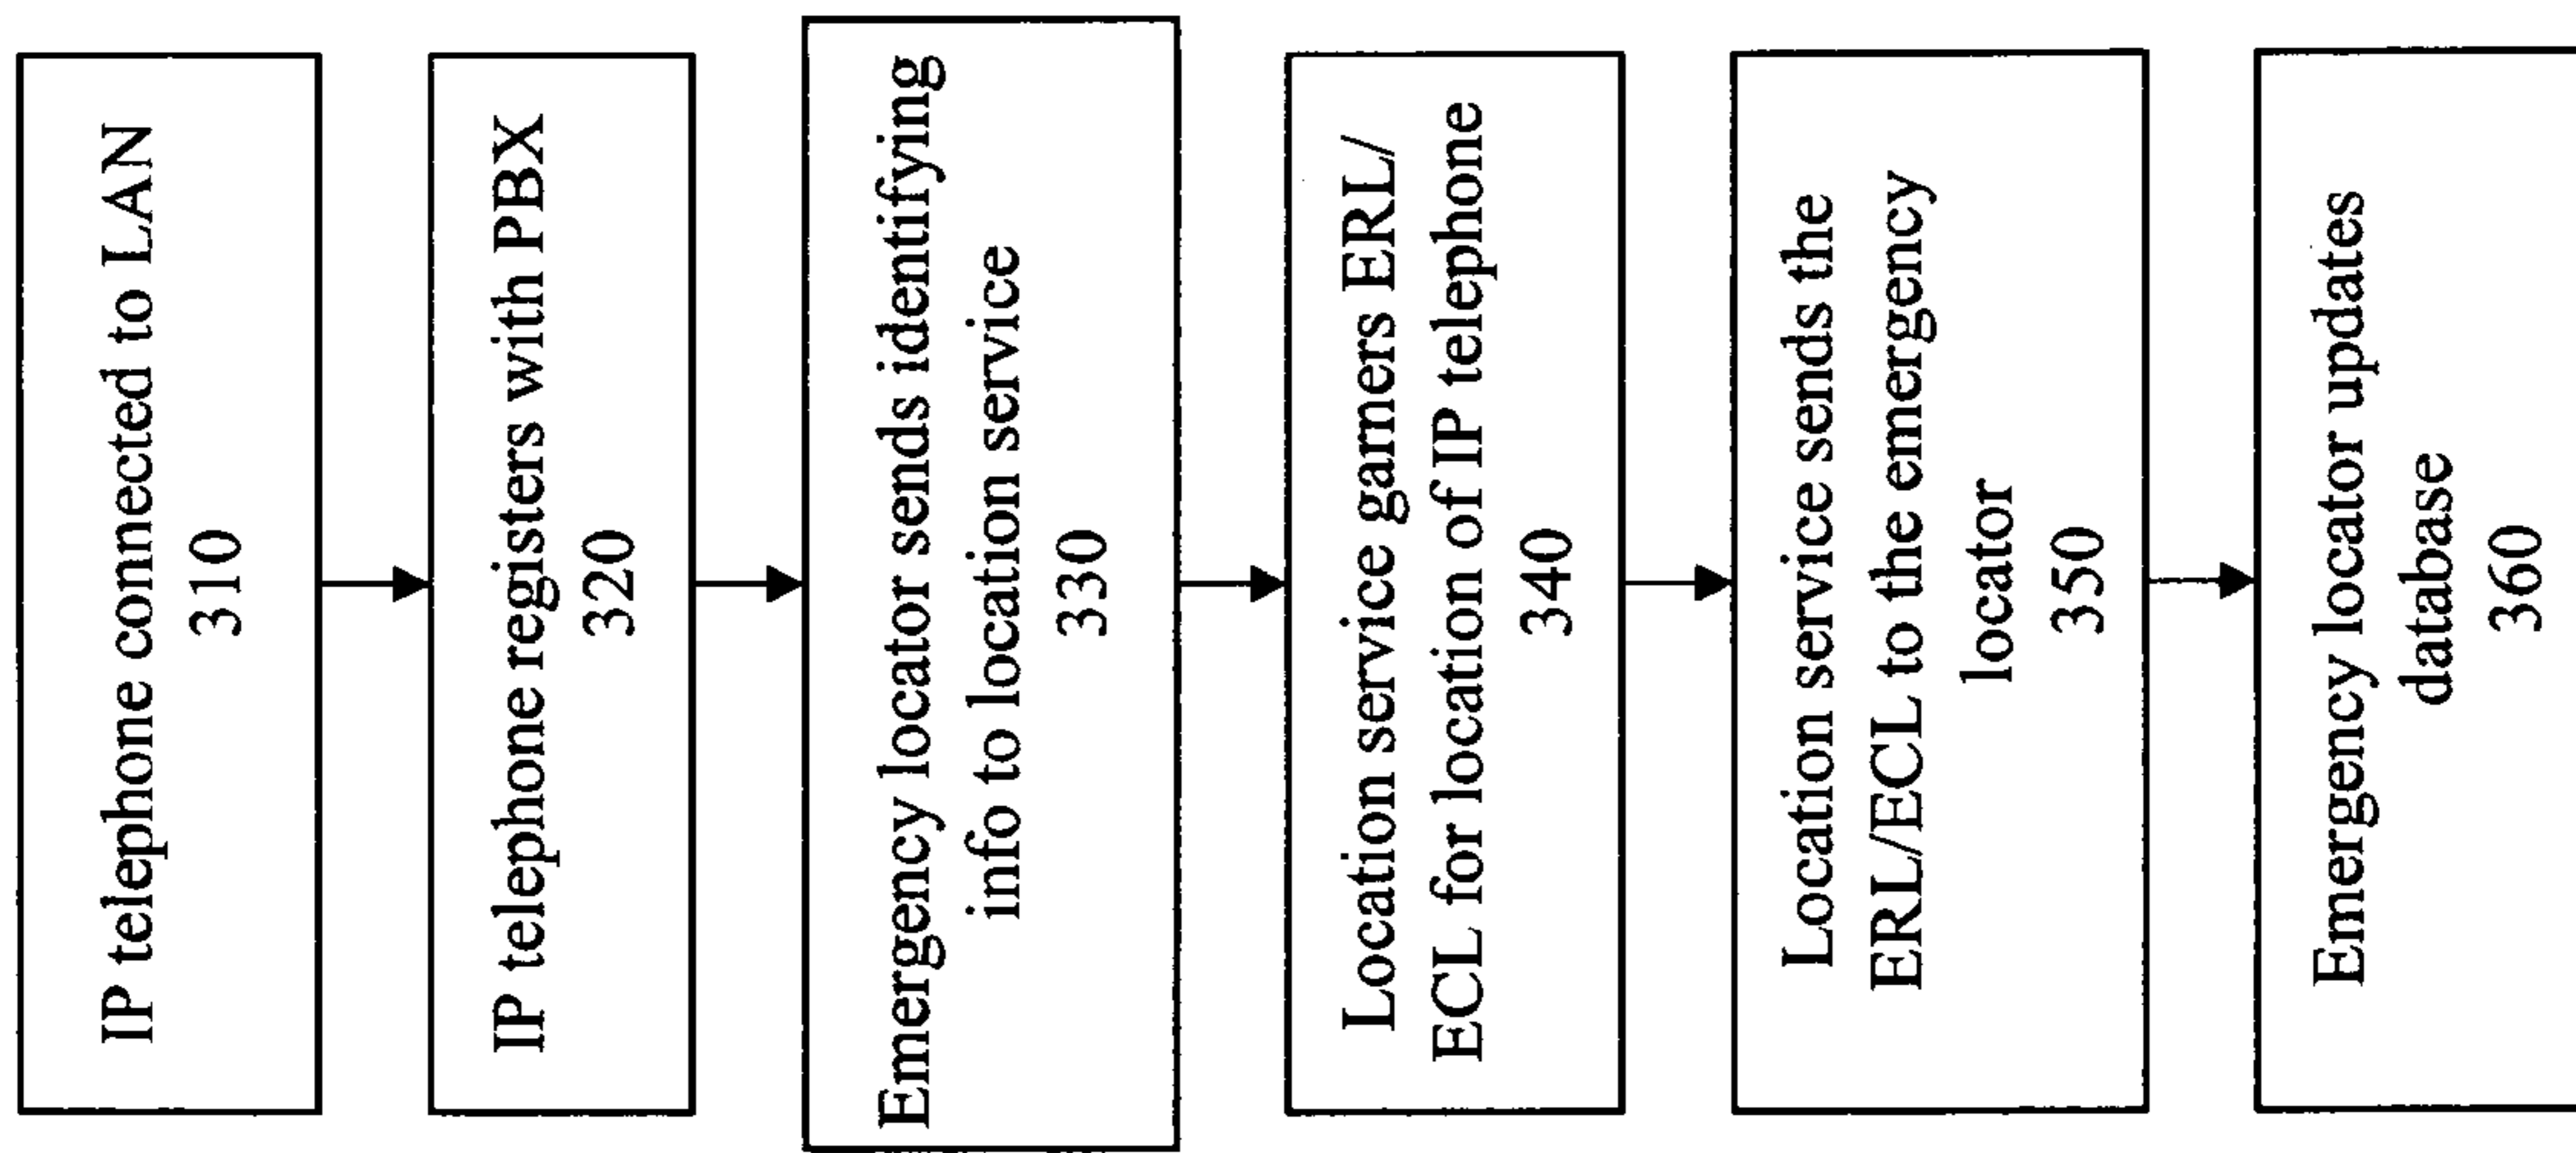 IP telephone connected to LAN
310
IP telephone registers with PBX
320
Emergency locator sends identifying
info to location service
330
Location service garners ERL/
ECL for location of IP telephone
340
Location service sends the
ERL/ECL to the emergency
locator
350
Emergency locator updates
database
360